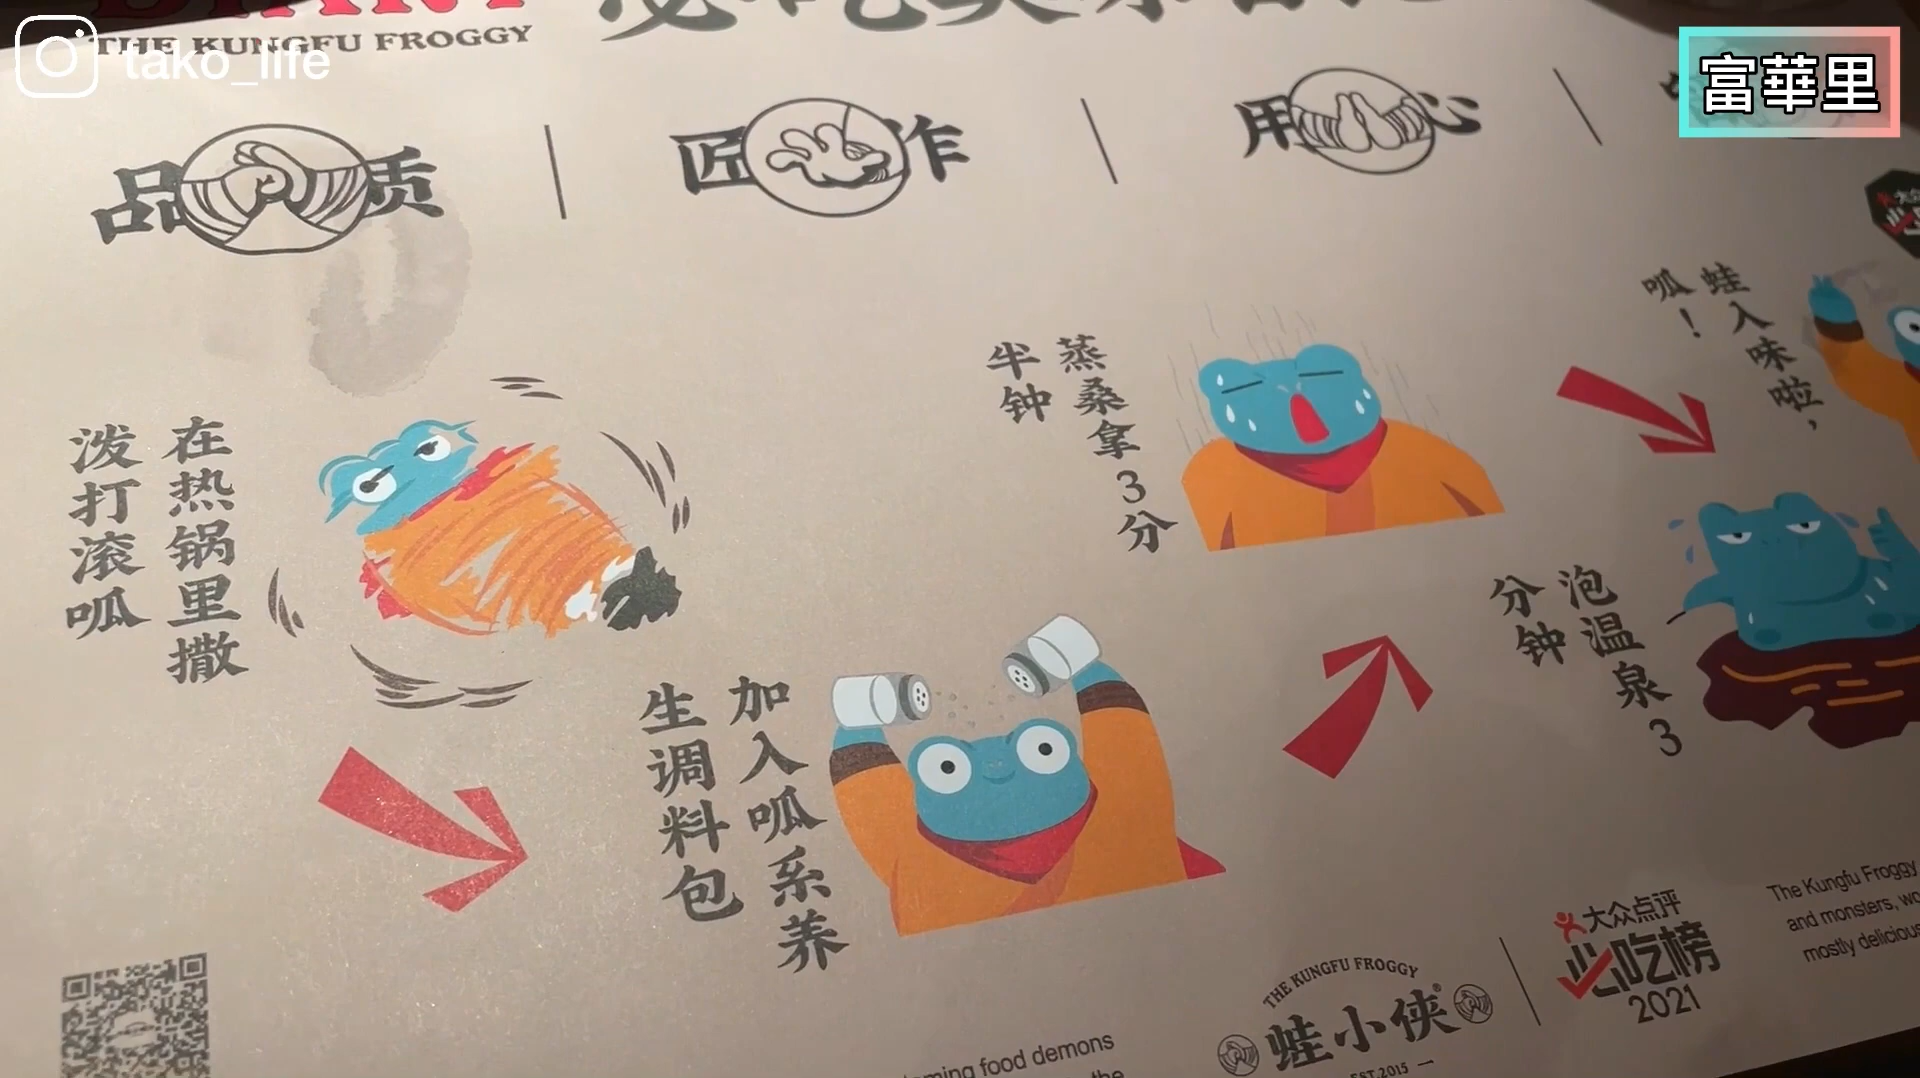 THE KUNGFU FROGGY
tako_life
富華里
品质
匠作
用心
在热锅里撒
泼打滚呱
加入呱系养
生调料包
蒸桑拿3分
半钟
泡温泉3
分钟
蛙入味啦，
呱！
THE KUNGFU FROGGY
蛙小侠
EST.2015
大众点评
必吃榜
2021
The Kungfu Froggy
and monsters, wo
mostly delicious
food demons
the